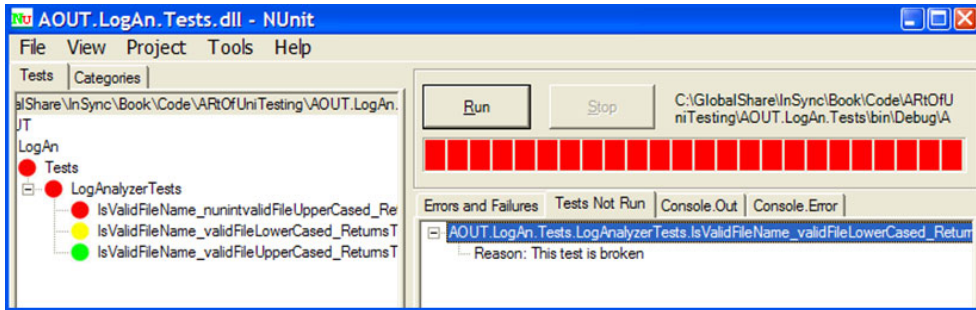 Nu AOUT.LogAn.Tests.dll - NUnit
File View Project Tools Help
Tests Categories
alShare\InSync\Book\Code\ARtOfUniTesting\AOUT.LogAn.
UT
LogAn
Tests
LogAnalyzerTests
IsValidFileName_nunintvalidFileUpperCased_Re
IsValidFileName_validFileLowerCased_ReturnsT
IsValidFileName_validFileUpperCased_ReturnsT
Run Stop
C:\GlobalShare\InSync\Book\Code\ARtOfU
niTesting\AOUT.LogAn.Tests\bin\Debug\A
Errors and Failures Tests Not Run Console.Out Console.Error
AOUT.LogAn.Tests.LogAnalyzerTests.IsValidFileName_validFileLowerCased_Return
Reason: This test is broken